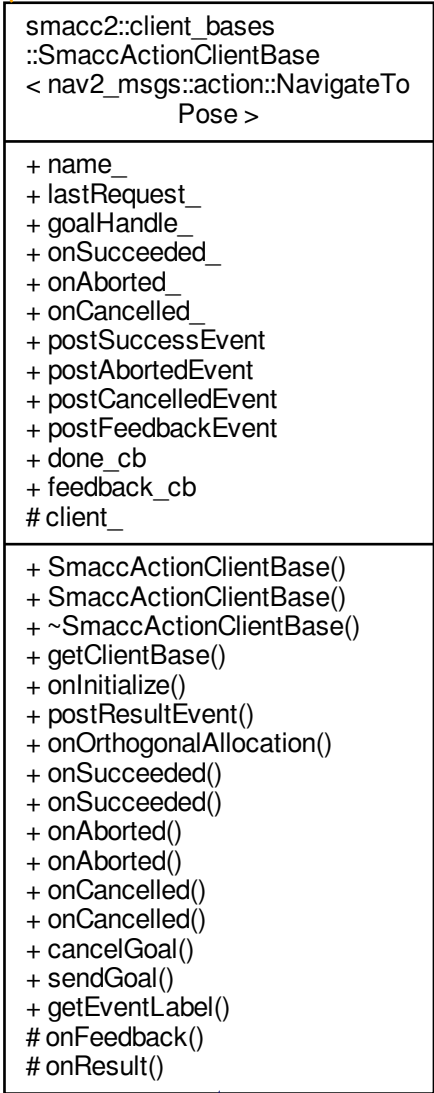 smacc2::client_bases
::SmaccActionClientBase
< nav2_msgs::action::NavigateTo
Pose >
+ name_
+ lastRequest_
+ goalHandle_
+ onSucceeded_
+ onAborted_
+ onCancelled_
+ postSuccessEvent
+ postAbortedEvent
+ postCancelledEvent
+ postFeedbackEvent
+ done_cb
+ feedback_cb
# client_
+ SmaccActionClientBase()
+ SmaccActionClientBase()
+ ~SmaccActionClientBase()
+ getClientBase()
+ onInitialize()
+ postResultEvent()
+ onOrthogonalAllocation()
+ onSucceeded()
+ onSucceeded()
+ onAborted()
+ onAborted()
+ onCancelled()
+ onCancelled()
+ cancelGoal()
+ sendGoal()
+ getEventLabel()
# onFeedback()
# onResult()